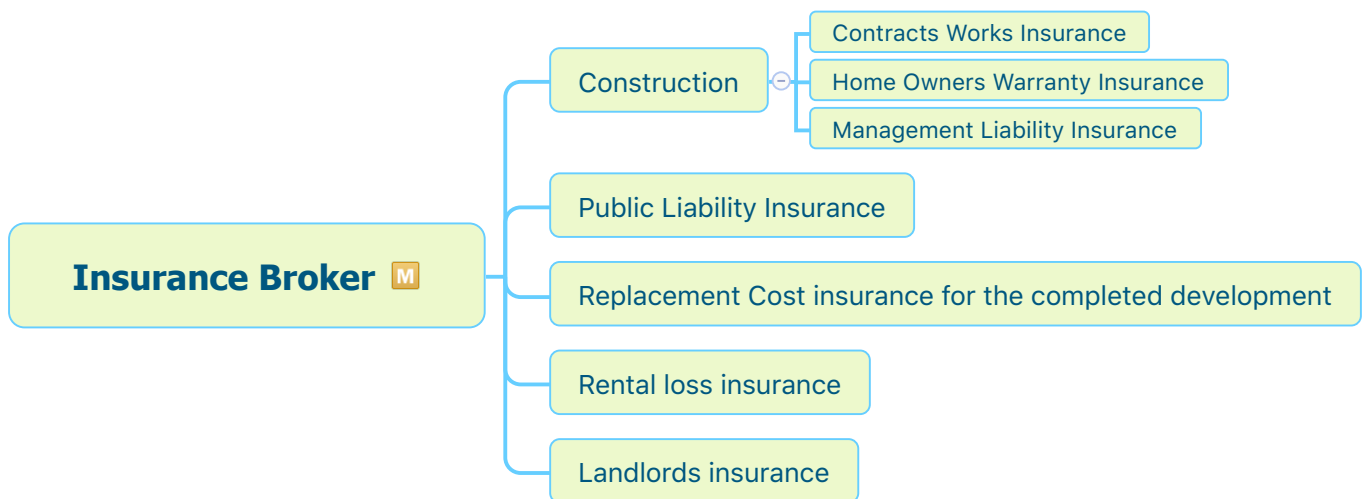 Insurance Broker M
Construction
Contracts Works Insurance
Home Owners Warranty Insurance
Management Liability Insurance
Public Liability Insurance
Replacement Cost insurance for the completed development
Rental loss insurance
Landlords insurance